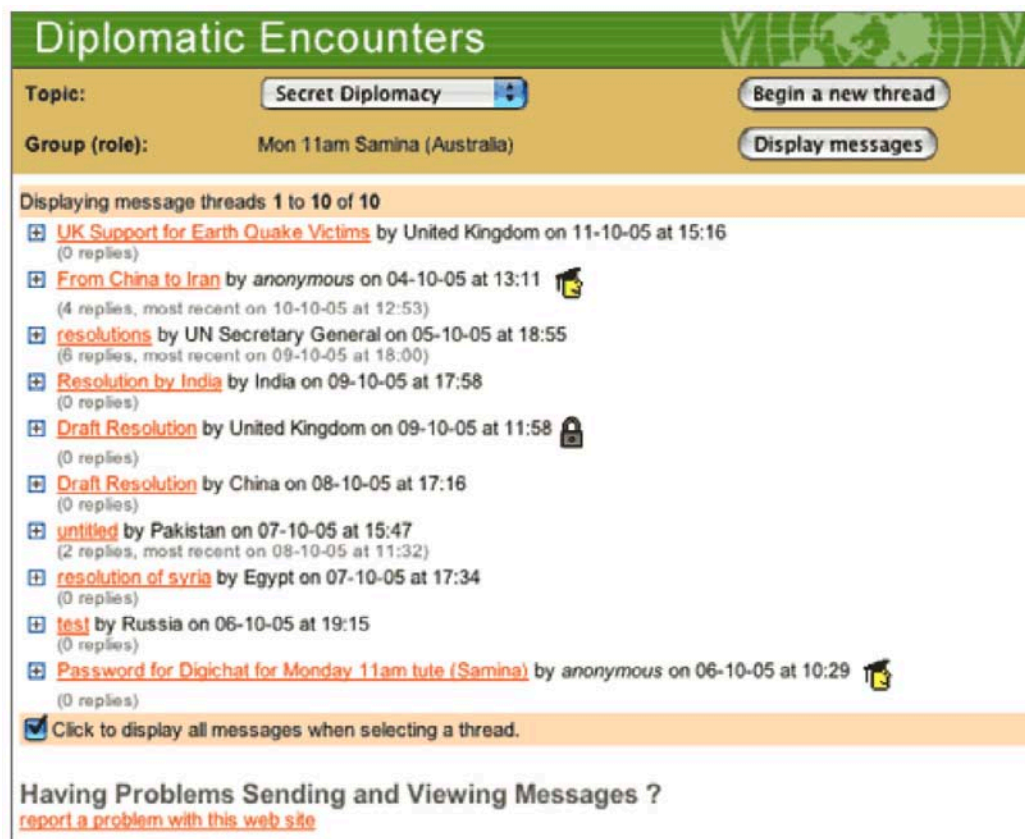 Diplomatic Encounters
Topic: Secret Diplomacy Begin a new thread
Group (role): Mon 11am Samina (Australia) Display messages
Displaying message threads 1 to 10 of 10
UK Support for Earth Quake Victims by United Kingdom on 11-10-05 at 15:16
(0 replies)
From China to Iran by anonymous on 04-10-05 at 13:11
(4 replies, most recent on 10-10-05 at 12:53)
resolutions by UN Secretary General on 05-10-05 at 18:55
(6 replies, most recent on 09-10-05 at 18:00)
Resolution by India by India on 09-10-05 at 17:58
(0 replies)
Draft Resolution by United Kingdom on 09-10-05 at 11:58
(0 replies)
Draft Resolution by China on 08-10-05 at 17:16
(0 replies)
untitled by Pakistan on 07-10-05 at 15:47
(2 replies, most recent on 08-10-05 at 11:32)
resolution of syria by Egypt on 07-10-05 at 17:34
(0 replies)
test by Russia on 06-10-05 at 19:15
(0 replies)
Password for Digichat for Monday 11am tute (Samina) by anonymous on 06-10-05 at 10:29
(0 replies)
Click to display all messages when selecting a thread.
Having Problems Sending and Viewing Messages ?
report a problem with this web site